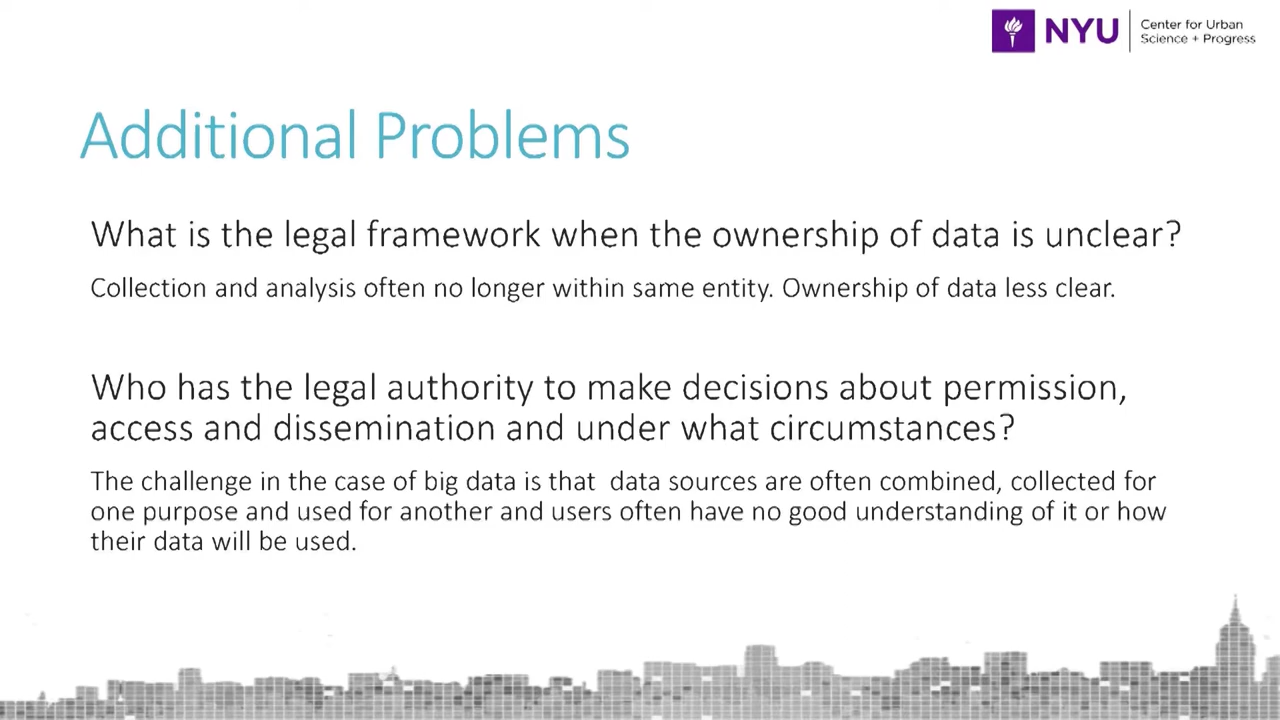 NYU
Center for Urban
Science + Progress
Additional Problems
What is the legal framework when the ownership of data is unclear?
Collection and analysis often no longer within same entity. Ownership of data less clear.
Who has the legal authority to make decisions about permission,
access and dissemination and under what circumstances?
The challenge in the case of big data is that  data sources are often combined, collected for
one purpose and used for another and users often have no good understanding of it or how
their data will be used.